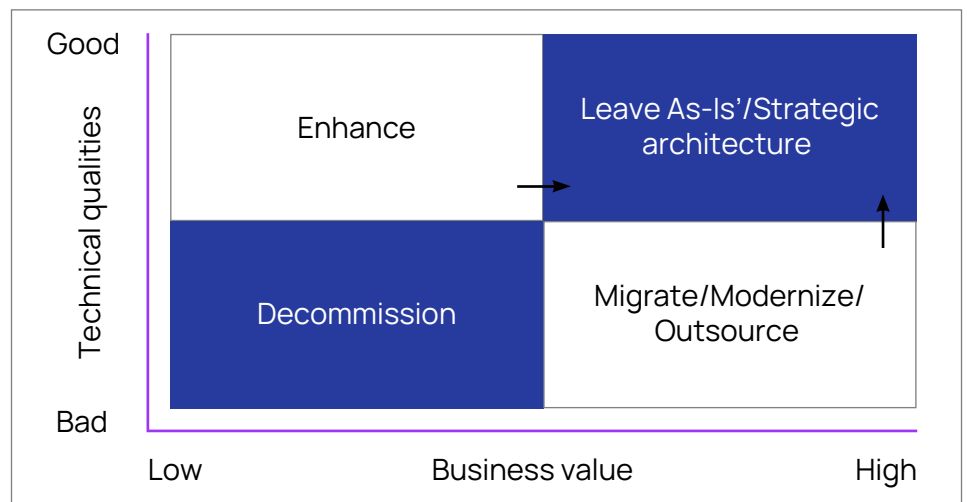 Good
Technical qualities
Bad
Enhance
Leave As-Is’/Strategic
architecture
Decommission
Migrate/Modernize/
Outsource
Low
Business value
High